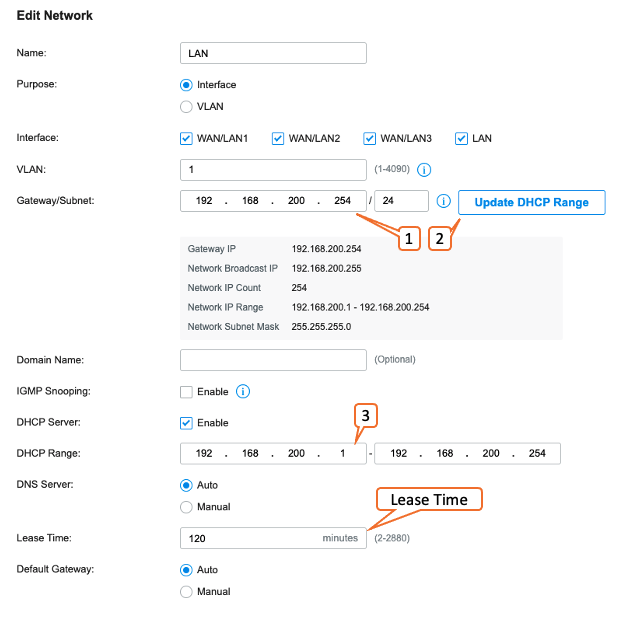 Edit Network
Name: LAN
Purpose: Interface
VLAN
Interface: WAN/LAN1 WAN/LAN2 WAN/LAN3 LAN
VLAN: 1 (1-4090) i
Gateway/Subnet: 192 . 168 . 200 . 254 / 24 i Update DHCP Range
1 2
Gateway IP 192.168.200.254
Network Broadcast IP 192.168.200.255
Network IP Count 254
Network IP Range 192.168.200.1 - 192.168.200.254
Network Subnet Mask 255.255.255.0
Domain Name: (Optional)
IGMP Snooping: Enable i
DHCP Server: Enable
3
DHCP Range: 192 . 168 . 200 . 1 - 192 . 168 . 200 . 254
DNS Server: Auto
Manual
Lease Time
Lease Time: 120 minutes (2-2880)
Default Gateway: Auto
Manual